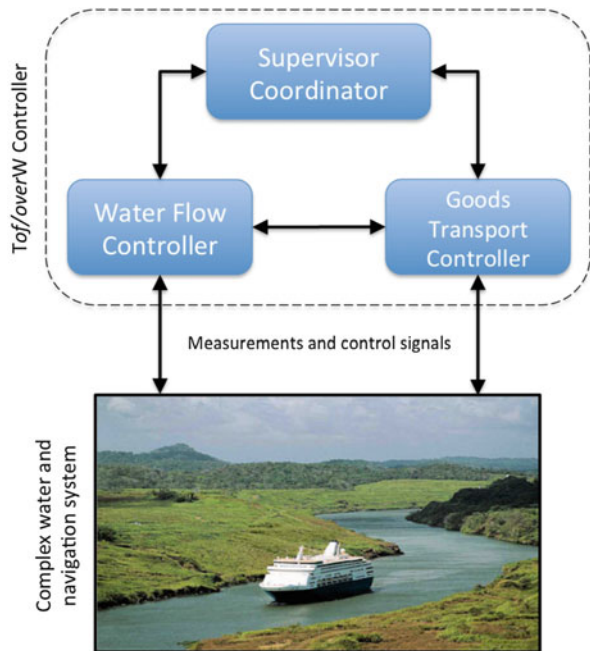 Supervisor
Coordinator
Tof/overW Controller
Water Flow
Controller
Goods
Transport
Controller
Measurements and control signals
Complex water and
navigation system